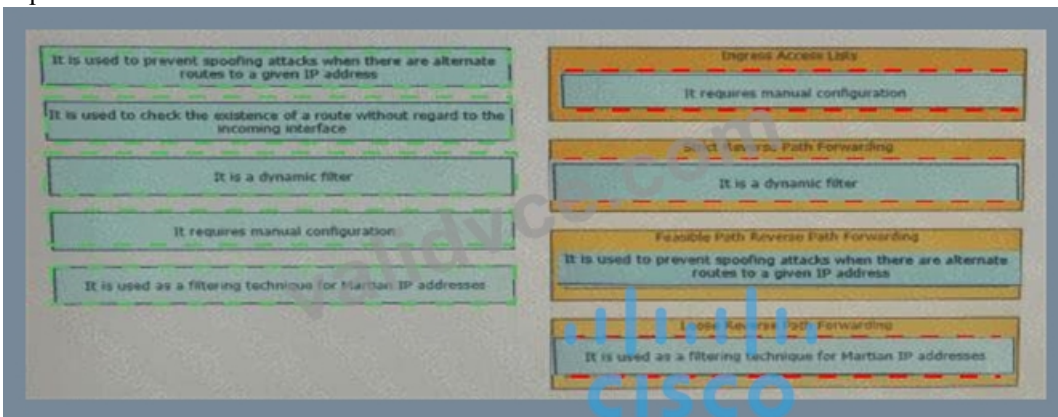 It is used to prevent spoofing attacks when there are alternate
routes to a given IP address
It is used to check the existence of a route without regard to the
incoming interface
It is a dynamic filter
It requires manual configuration
It is used as a filtering technique for Martian IP addresses
Ingress Access Lists
It requires manual configuration
Strict Reverse Path Forwarding
It is a dynamic filter
Feasible Path Reverse Path Forwarding
It is used to prevent spoofing attacks when there are alternate
routes to a given IP address
Loose Reverse Path Forwarding
It is used as a filtering technique for Martian IP addresses
validvce.com
CISCO